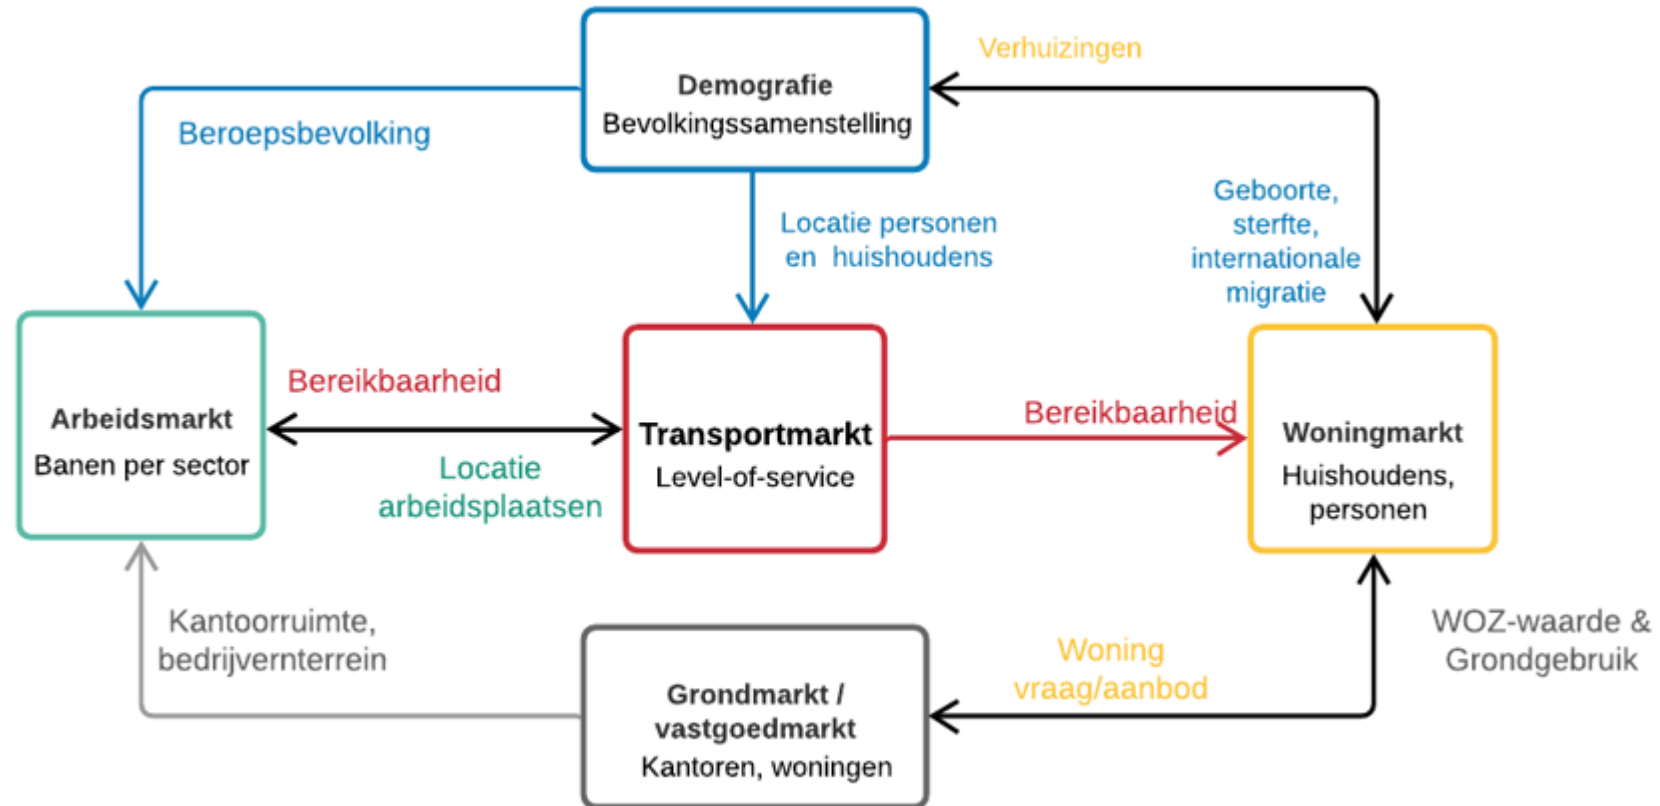 Verhuizingen
Demografie
Bevolkingssamenstelling
Beroepsbevolking
Geboorte,
sterfte,
internationale
migratie
Locatie personen
en huishoudens
Bereikbaarheid
Arbeidsmarkt
Banen per sector
Transportmarkt
Level-of-service
Bereikbaarheid
Woningmarkt
Huishoudens,
personen
Locatie
arbeidsplaatsen
Kantoorruimte,
bedrijvernterrein
Woning
vraag/aanbod
WOZ-waarde &
Grondgebruik
Grondmarkt /
vastgoedmarkt
Kantoren, woningen